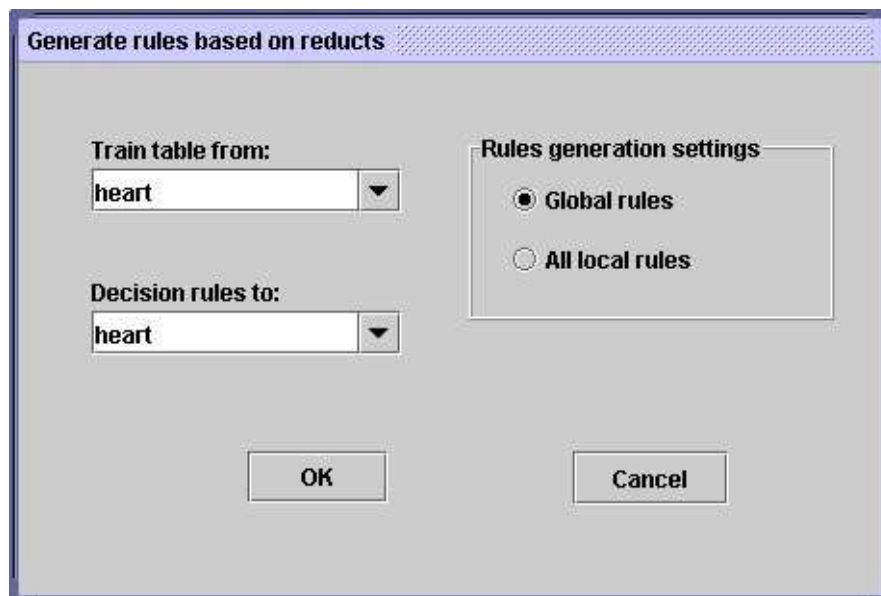 Generate rules based on reducts
Train table from:
heart
Decision rules to:
heart
Rules generation settings
Global rules
All local rules
OK
Cancel